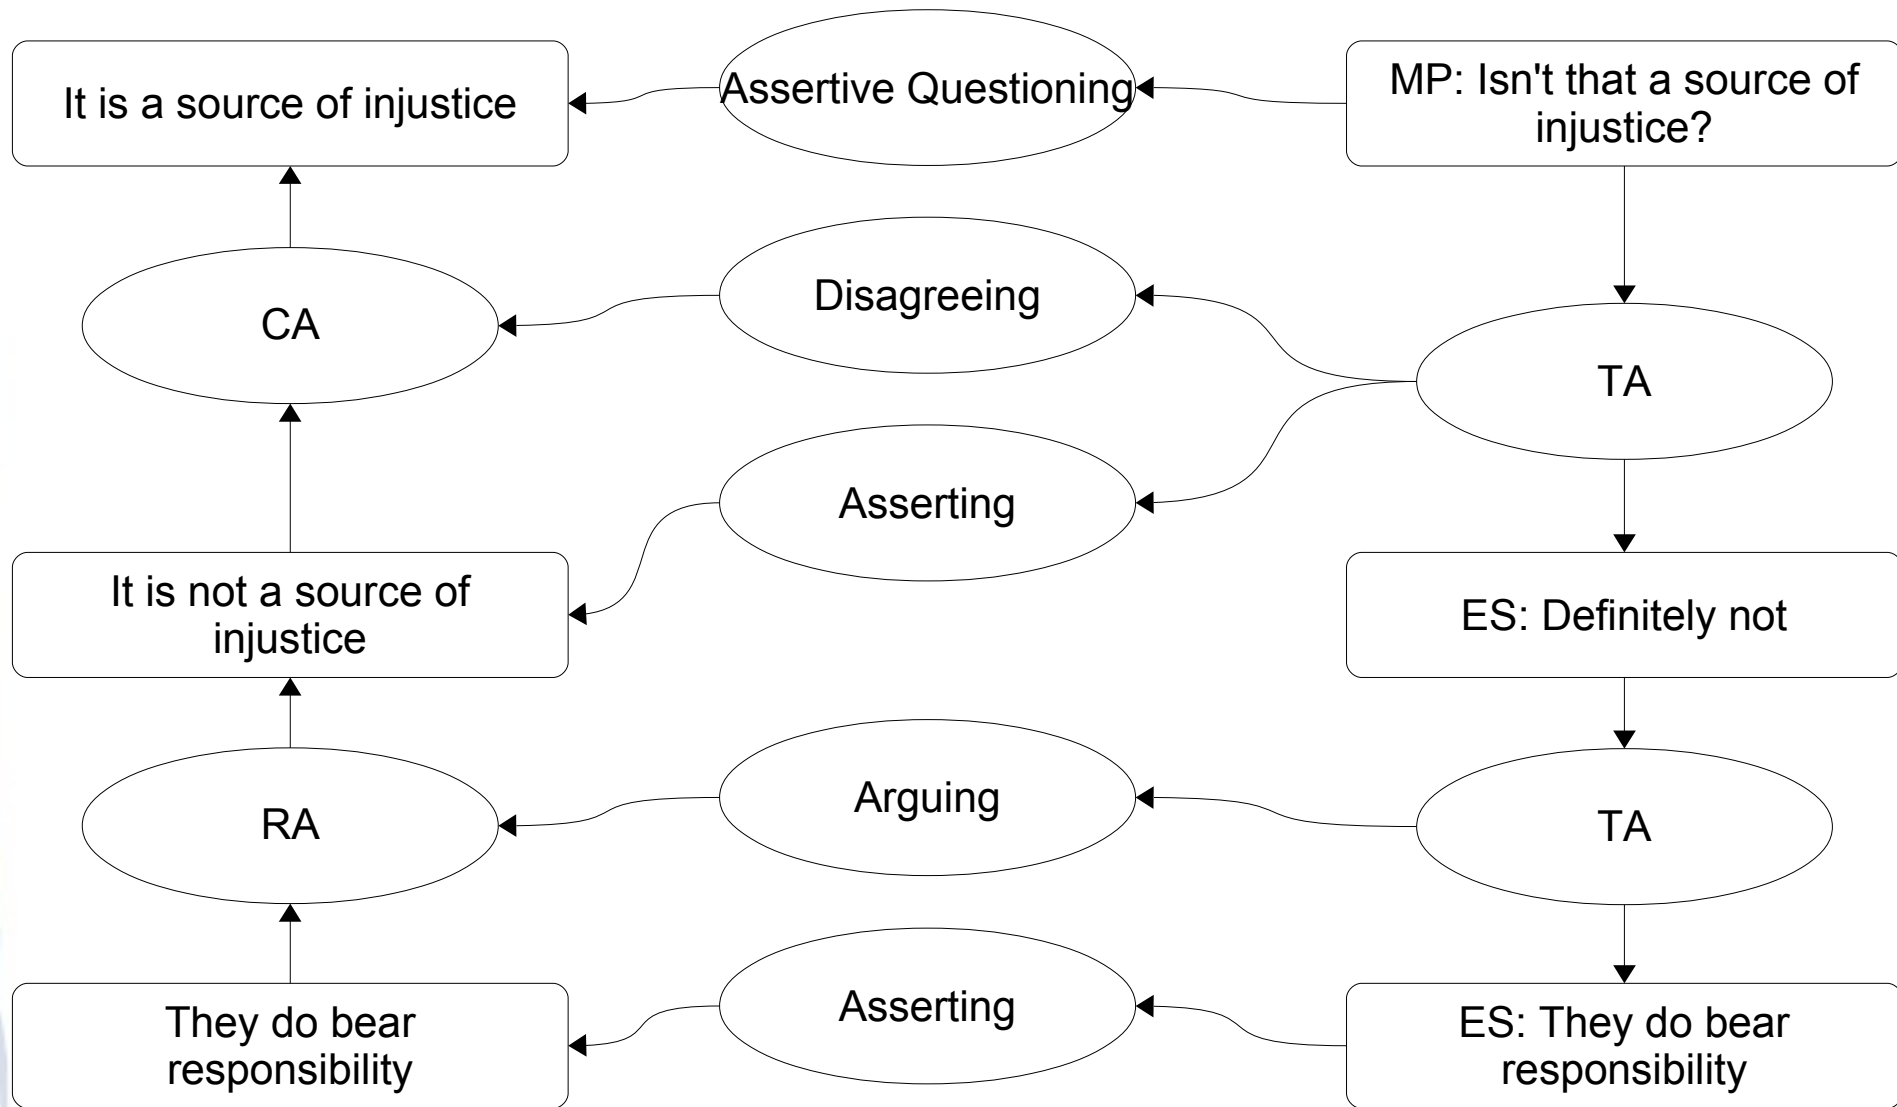 It is a source of injustice
Assertive Questioning
MP: Isn't that a source of
injustice?
CA
Disagreeing
TA
Asserting
It is not a source of
injustice
ES: Definitely not
RA
Arguing
TA
They do bear
responsibility
Asserting
ES: They do bear
responsibility